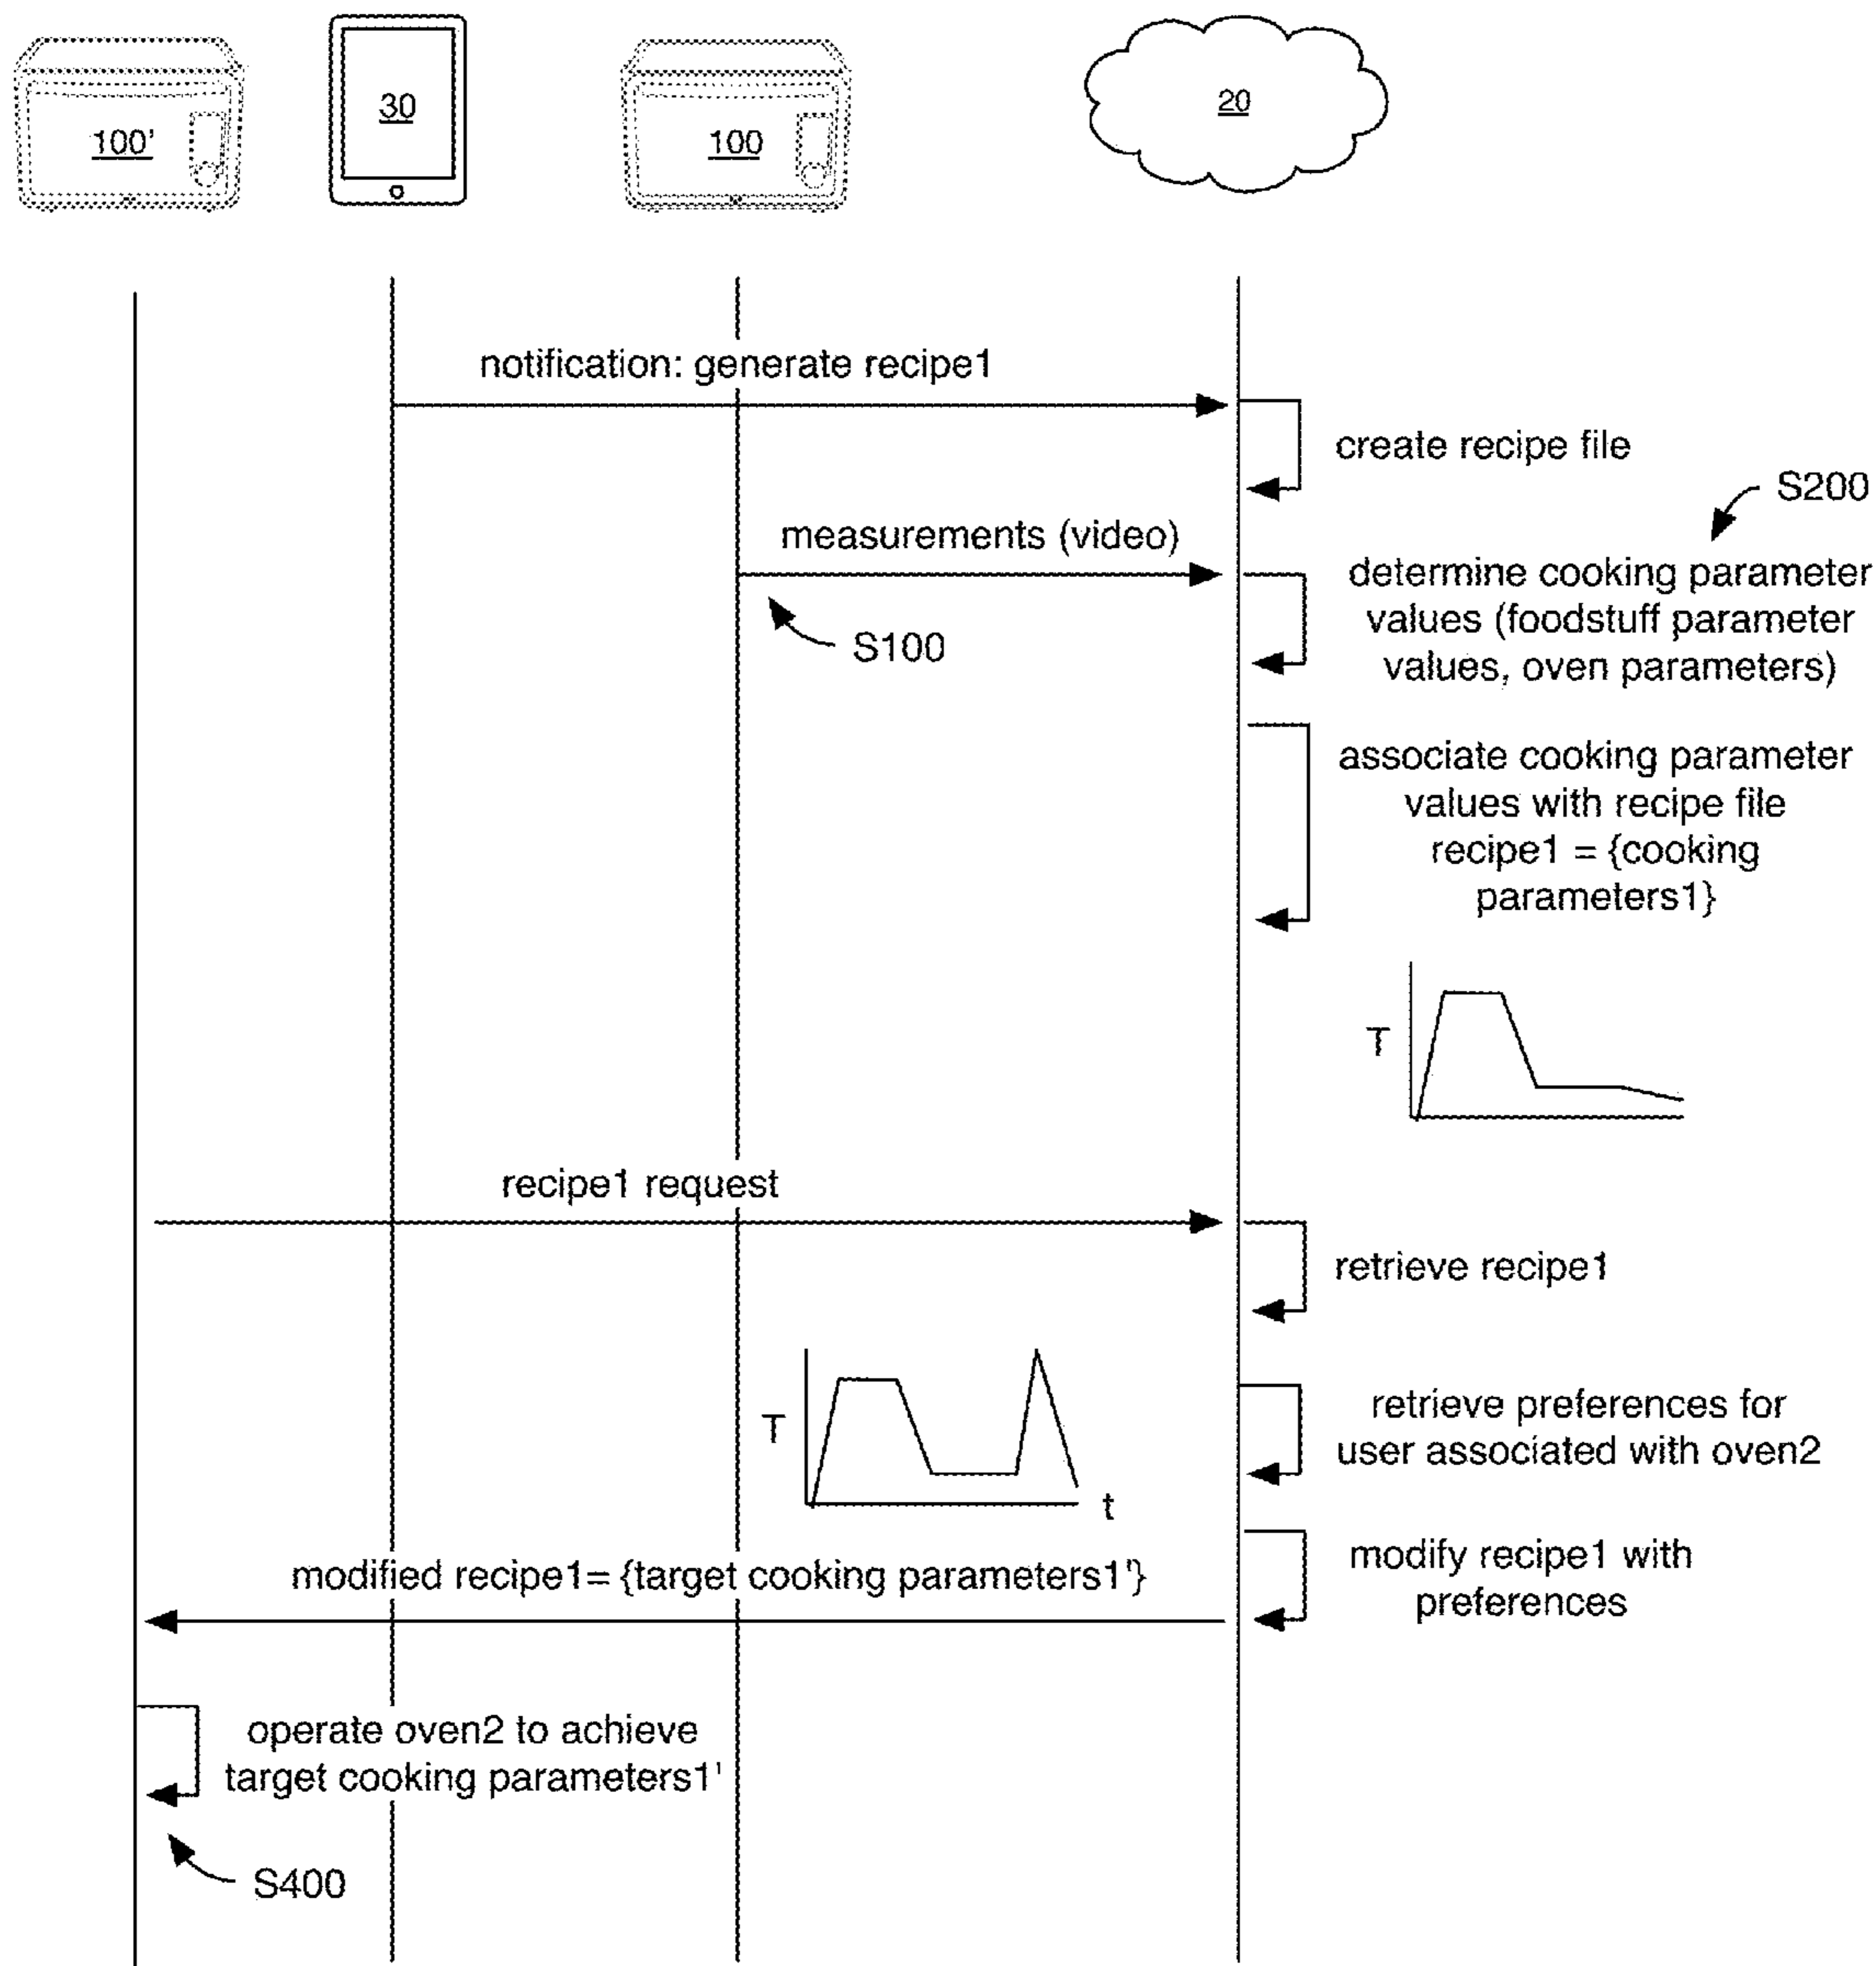 100'
30
100
20
notification: generate recipe1
create recipe file
S200
measurements (video)
determine cooking parameter
values (foodstuff parameter
values, oven parameters)
S100
associate cooking parameter
values with recipe file
recipe1 = {cooking
parameters1}
T
recipe1 request
retrieve recipe1
T
t
retrieve preferences for
user associated with oven2
modify recipe1 with
preferences
modified recipe1= {target cooking parameters1'}
operate oven2 to achieve
target cooking parameters1'
S400